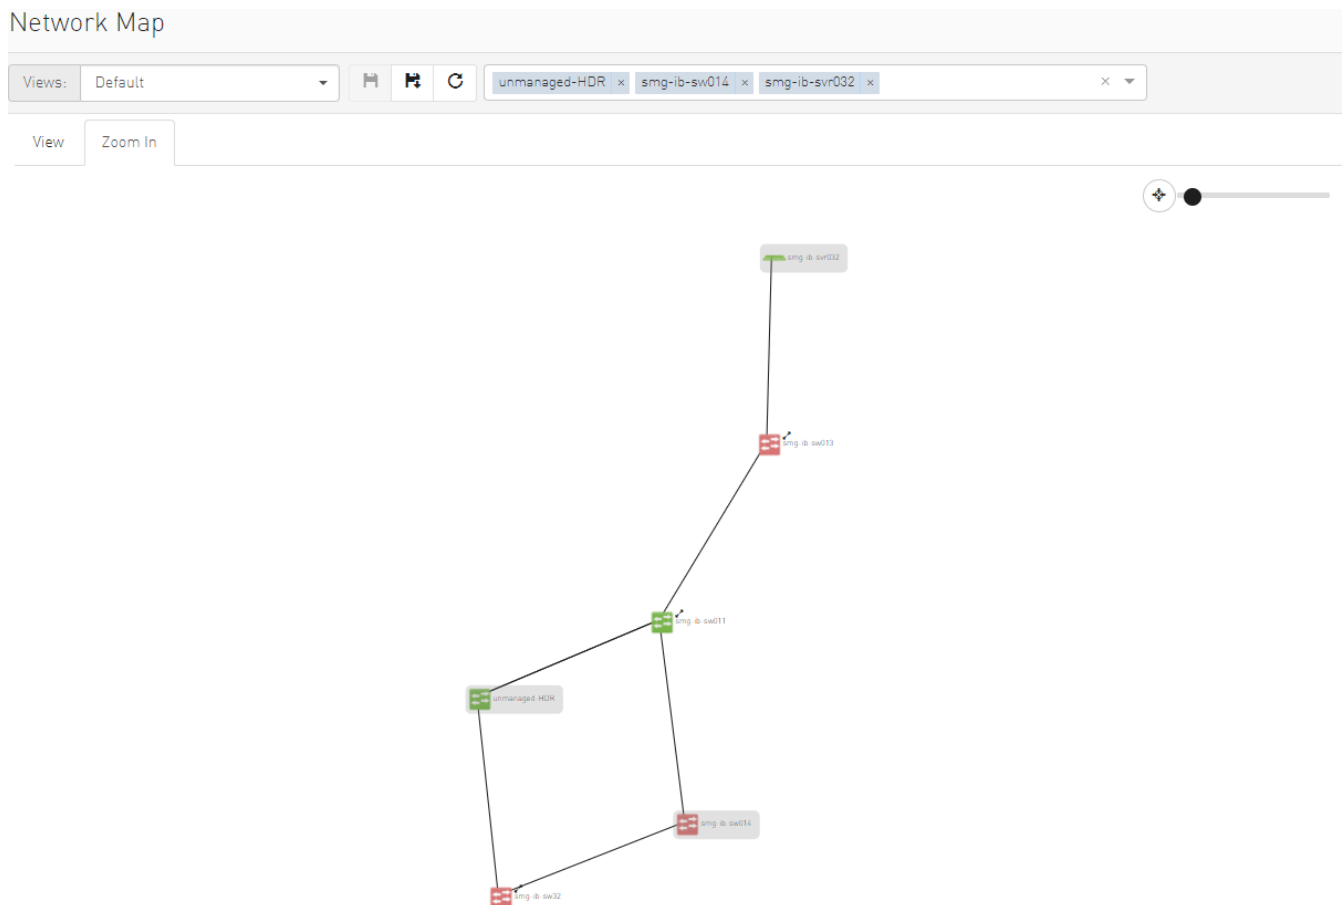 Network Map
Views: Default unmanaged-HDR × smg-ib-sw014 × smg-ib-svr032 × ×
View Zoom In
smg-ib-svr032
smg-ib-sw013
smg-ib-sw011
unmanaged-HDR
smg-ib-sw014
smg-ib-sw32